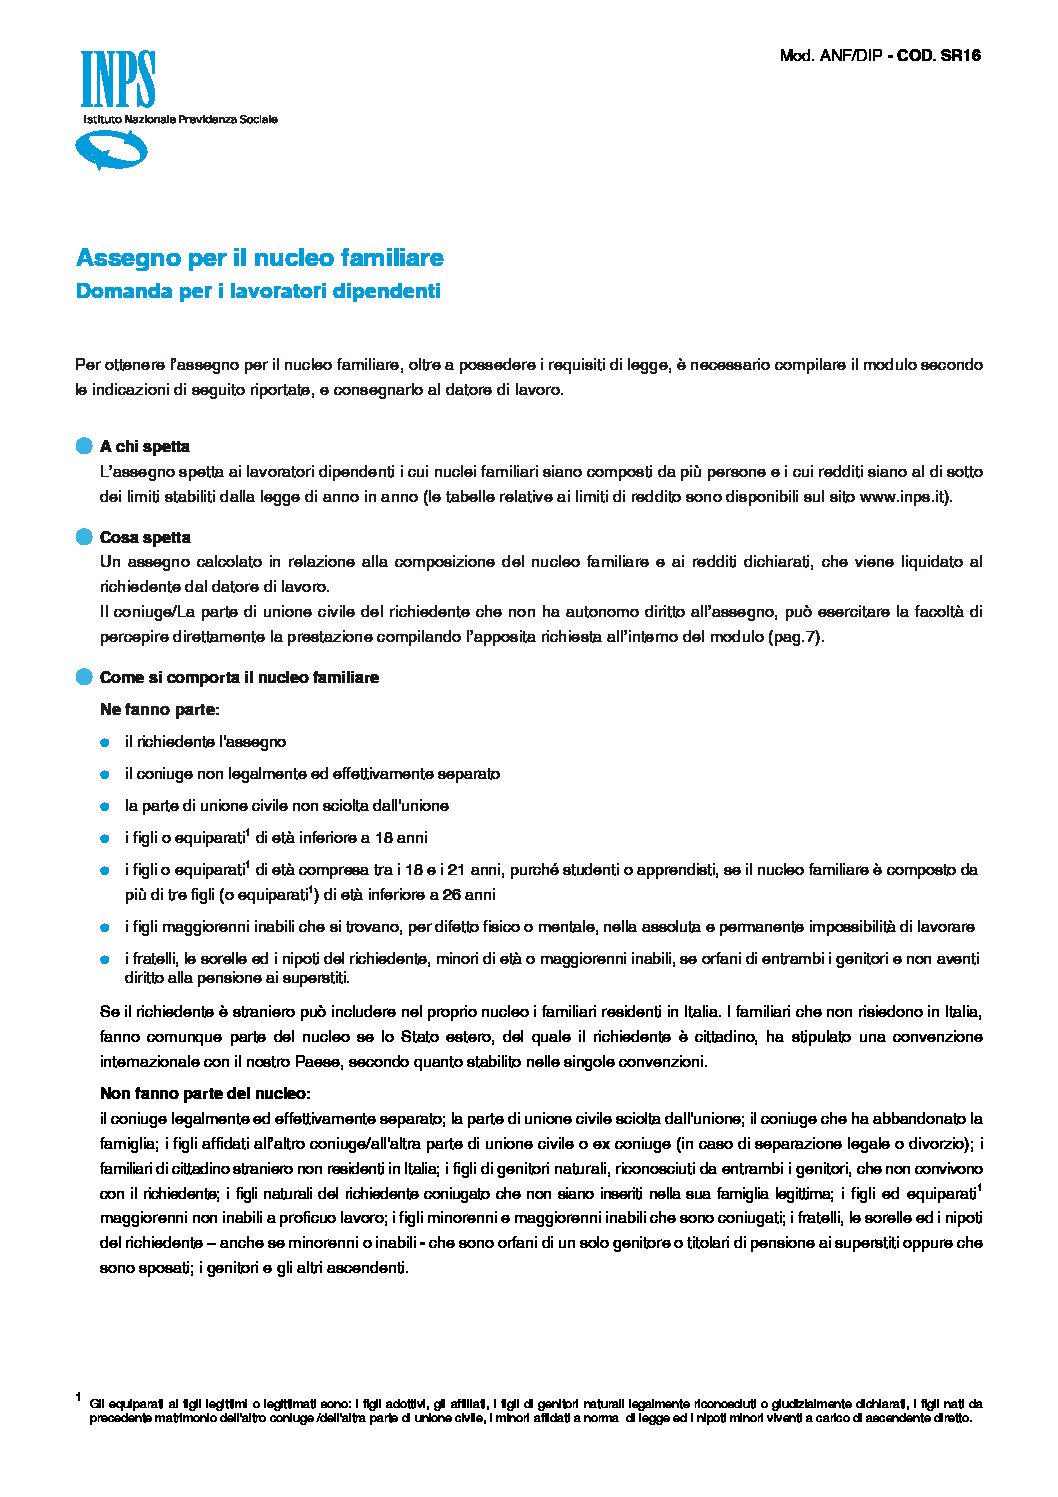 Mod. ANF/DIP - COD. SR16
INPS
Istituto Nazionale Previdenza Sociale
Assegno per il nucleo familiare
Domanda per i lavoratori dipendenti
Per ottenere l’assegno per il nucleo familiare, oltre a possedere i requisiti di legge, è necessario compilare il modulo secondo
le indicazioni di seguito riportate, e consegnarlo al datore di lavoro.
A chi spetta
L’assegno spetta ai lavoratori dipendenti i cui nuclei familiari siano composti da più persone e i cui redditi siano al di sotto
dei limiti stabiliti dalla legge di anno in anno (le tabelle relative ai limiti di reddito sono disponibili sul sito www.inps.it).
Cosa spetta
Un assegno calcolato in relazione alla composizione del nucleo familiare e ai redditi dichiarati, che viene liquidato al
richiedente dal datore di lavoro.
Il coniuge/La parte di unione civile del richiedente che non ha autonomo diritto all’assegno, può esercitare la facoltà di
percepire direttamente la prestazione compilando l’apposita richiesta all’interno del modulo (pag.7).
Come si comporta il nucleo familiare
Ne fanno parte:
il richiedente l'assegno
il coniuge non legalmente ed effettivamente separato
la parte di unione civile non sciolta dall'unione
i figli o equiparati1 di età inferiore a 18 anni
i figli o equiparati1 di età compresa tra i 18 e i 21 anni, purché studenti o apprendisti, se il nucleo familiare è composto da
più di tre figli (o equiparati1) di età inferiore a 26 anni
i figli maggiorenni inabili che si trovano, per difetto fisico o mentale, nella assoluta e permanente impossibilità di lavorare
i fratelli, le sorelle ed i nipoti del richiedente, minori di età o maggiorenni inabili, se orfani di entrambi i genitori e non aventi
diritto alla pensione ai superstiti.
Se il richiedente è straniero può includere nel proprio nucleo i familiari residenti in Italia. I familiari che non risiedono in Italia,
fanno comunque parte del nucleo se lo Stato estero, del quale il richiedente è cittadino, ha stipulato una convenzione
internazionale con il nostro Paese, secondo quanto stabilito nelle singole convenzioni.
Non fanno parte del nucleo:
il coniuge legalmente ed effettivamente separato; la parte di unione civile sciolta dall'unione; il coniuge che ha abbandonato la
famiglia; i figli affidati all’altro coniuge/all'altra parte di unione civile o ex coniuge (in caso di separazione legale o divorzio); i
familiari di cittadino straniero non residenti in Italia; i figli di genitori naturali, riconosciuti da entrambi i genitori, che non convivono
con il richiedente; i figli naturali del richiedente coniugato che non siano inseriti nella sua famiglia legittima; i figli ed equiparati1
maggiorenni non inabili a proficuo lavoro; i figli minorenni e maggiorenni inabili che sono coniugati; i fratelli, le sorelle ed i nipoti
del richiedente – anche se minorenni o inabili - che sono orfani di un solo genitore o titolari di pensione ai superstiti oppure che
sono sposati; i genitori e gli altri ascendenti.
1 Gli equiparati ai figli legittimi o legittimati sono: i figli adottivi, gli affiliati, i figli di genitori naturali legalmente riconosciuti o giudizialmente dichiarati, i figli nati da
precedente matrimonio dell'altro coniuge /dell'altra parte di unione civile, i minori affidati a norma di legge ed i nipoti minori viventi a carico di ascendente diretto.